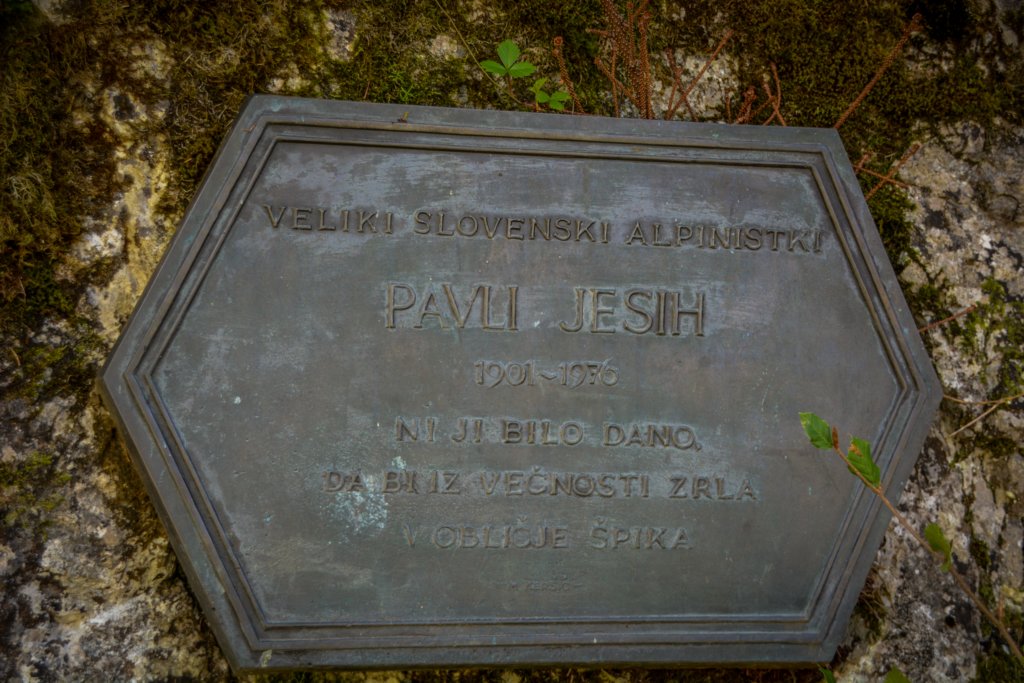 VELIKI SLOVENSKI ALPINISTKI
PAVLI JESIH
1901~1976
NI JI BILO DANO,
DA BI IZ VEČNOSTI ZRLA
V OBLIČJE ŠPIKA